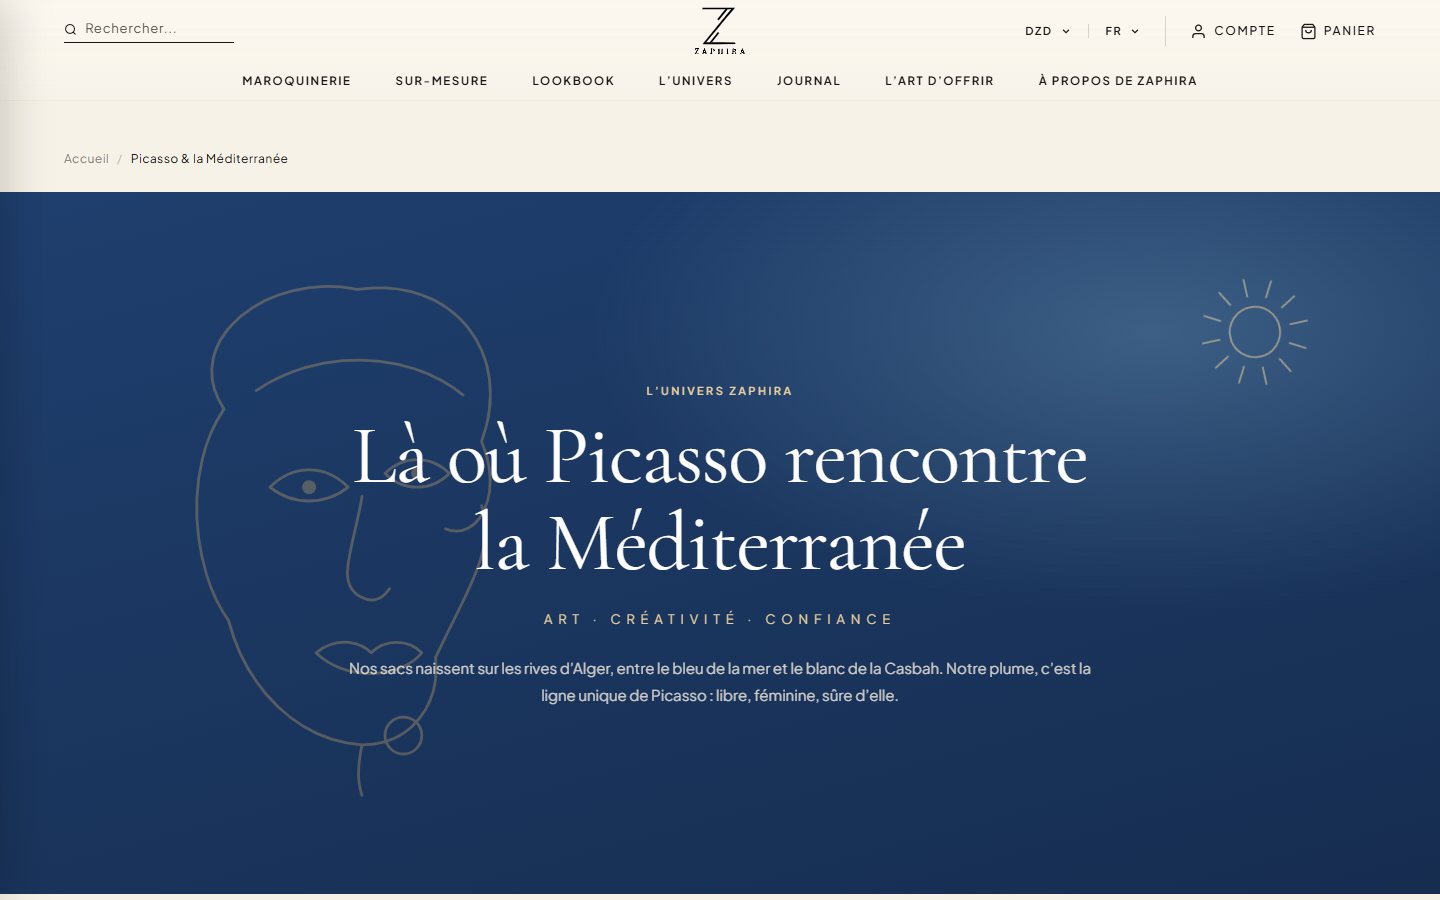 Rechercher...
ZAPHIRA
DZD
FR
COMPTE
PANIER
MAROQUINERIE
SUR-MESURE
LOOKBOOK
L’UNIVERS
JOURNAL
L’ART D’OFFRIR
À PROPOS DE ZAPHIRA
Accueil / Picasso & la Méditerranée
L’UNIVERS ZAPHIRA
Là où Picasso rencontre
la Méditerranée
ART · CRÉATIVITÉ · CONFIANCE
Nos sacs naissent sur les rives d’Alger, entre le bleu de la mer et le blanc de la Casbah. Notre plume, c’est la
ligne unique de Picasso : libre, féminine, sûre d’elle.